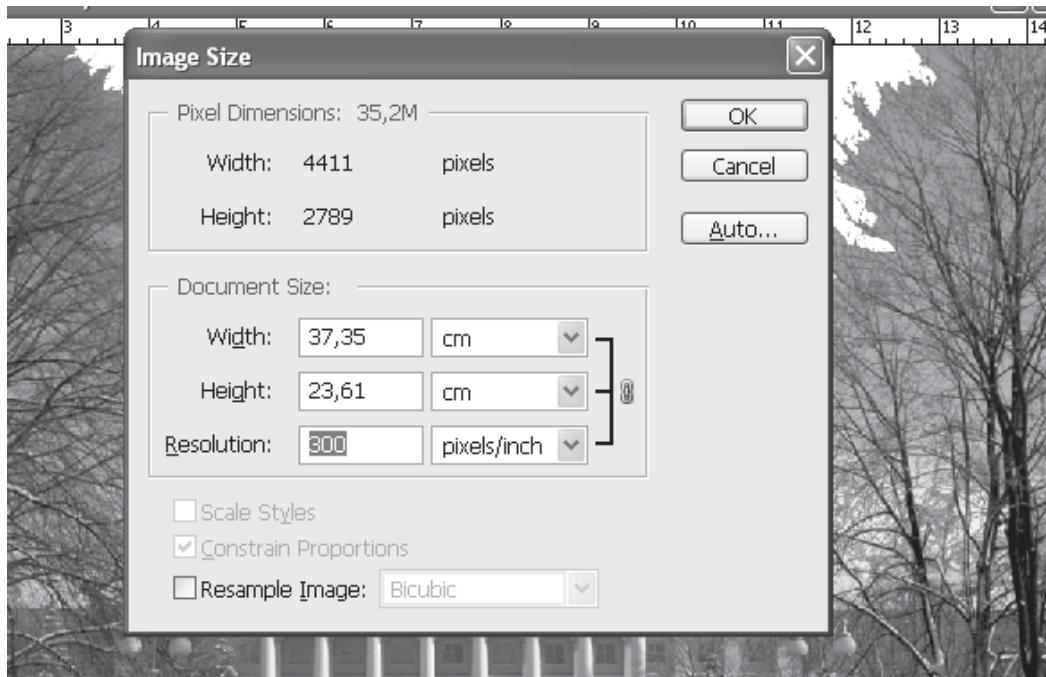 3 4 5 6 7 8 9 10 11 12 13 14
Image Size
Pixel Dimensions: 35,2M
Width: 4411 pixels
Height: 2789 pixels
OK
Cancel
Auto...
Document Size:
Width: 37,35 cm
Height: 23,61 cm
Resolution: 300 pixels/inch
Scale Styles
Constrain Proportions
Resample Image: Bicubic